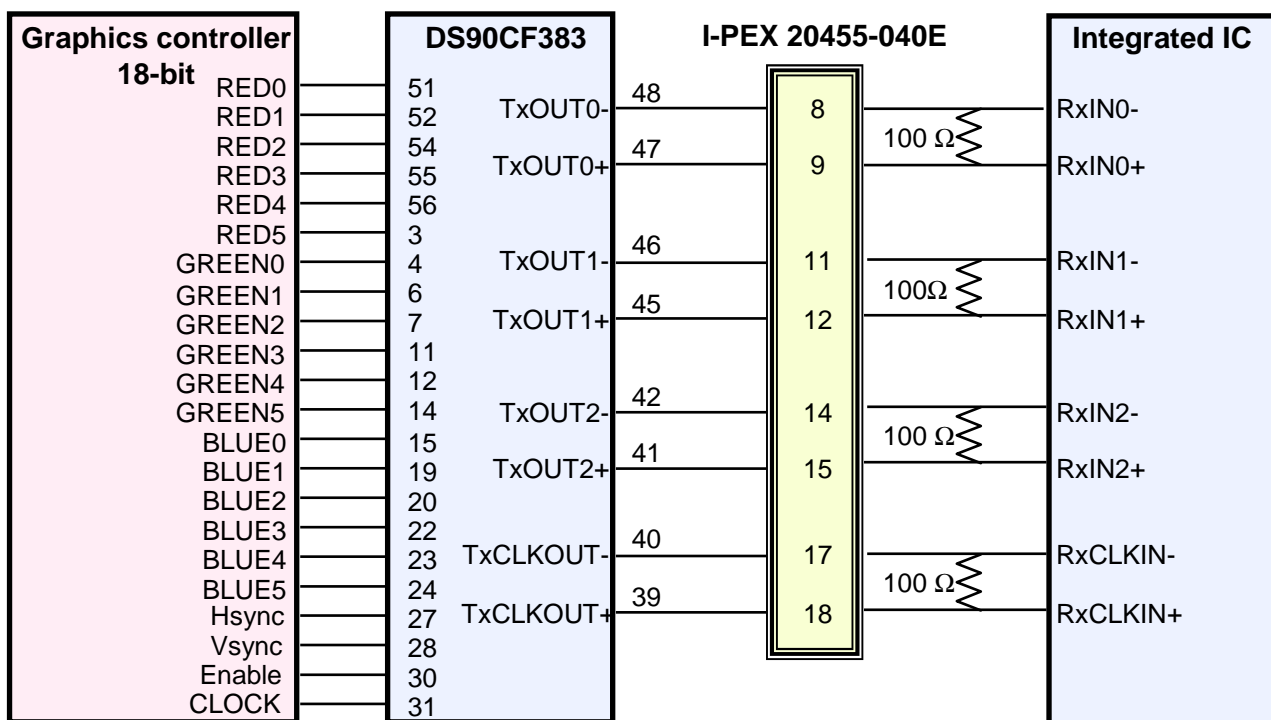 Graphics controller
18-bit
DS90CF383
I-PEX 20455-040E
Integrated IC
RED0
RED1
RED2
RED3
RED4
RED5
GREEN0
GREEN1
GREEN2
GREEN3
GREEN4
GREEN5
BLUE0
BLUE1
BLUE2
BLUE3
BLUE4
BLUE5
Hsync
Vsync
Enable
CLOCK
51
52
54
55
56
3
4
6
7
11
12
14
15
19
20
22
23
24
27
28
30
31
TxOUT0-
TxOUT0+
TxOUT1-
TxOUT1+
TxOUT2-
TxOUT2+
TxCLKOUT-
TxCLKOUT+
48
47
46
45
42
41
40
39
8
9
11
12
14
15
17
18
100 Ω
100Ω
100 Ω
100 Ω
RxIN0-
RxIN0+
RxIN1-
RxIN1+
RxIN2-
RxIN2+
RxCLKIN-
RxCLKIN+